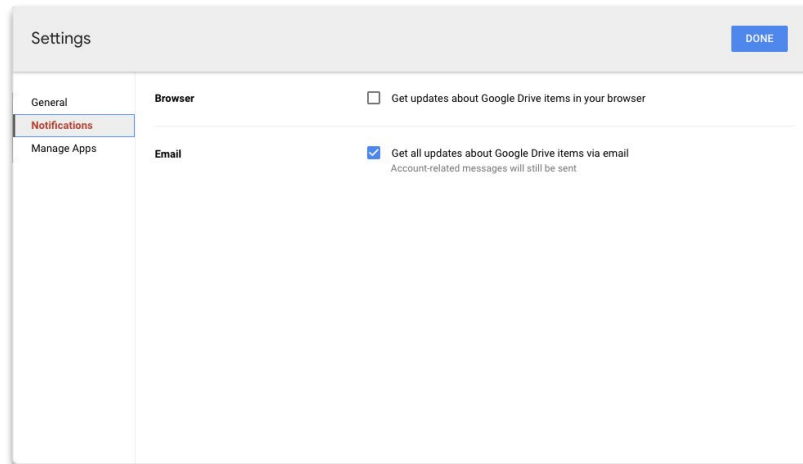 Settings
DONE
General
Notifications
Manage Apps
Browser
Get updates about Google Drive items in your browser
Email
Get all updates about Google Drive items via email
Account-related messages will still be sent